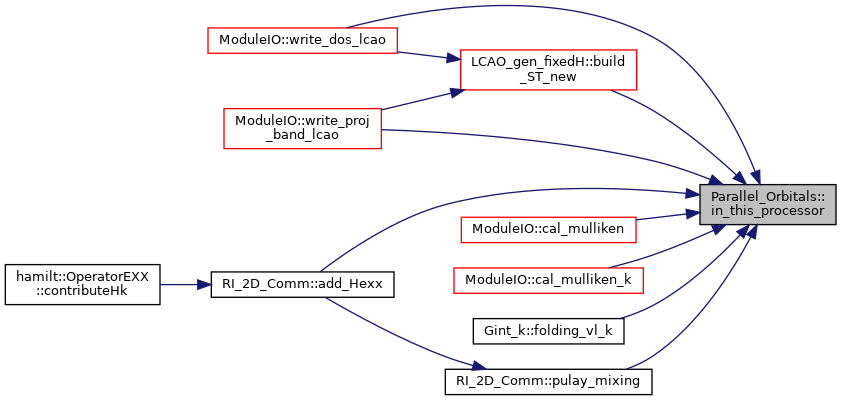 ModuleIO::write_dos_lcao
LCAO_gen_fixedH::build
_ST_new
ModuleIO::write_proj
_band_lcao
Parallel_Orbitals::
in_this_processor
ModuleIO::cal_mulliken
hamilt::OperatorEXX
::contributeHk
RI_2D_Comm::add_Hexx
ModuleIO::cal_mulliken_k
Gint_k::folding_vl_k
RI_2D_Comm::pulay_mixing